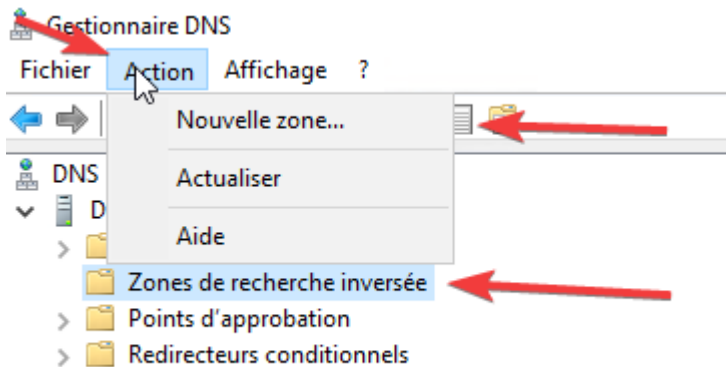 Gestionnaire DNS
Fichier Action Affichage ?
Nouvelle zone...
DNS
Actualiser
D
Aide
Zones de recherche inversée
Points d'approbation
Redirecteurs conditionnels